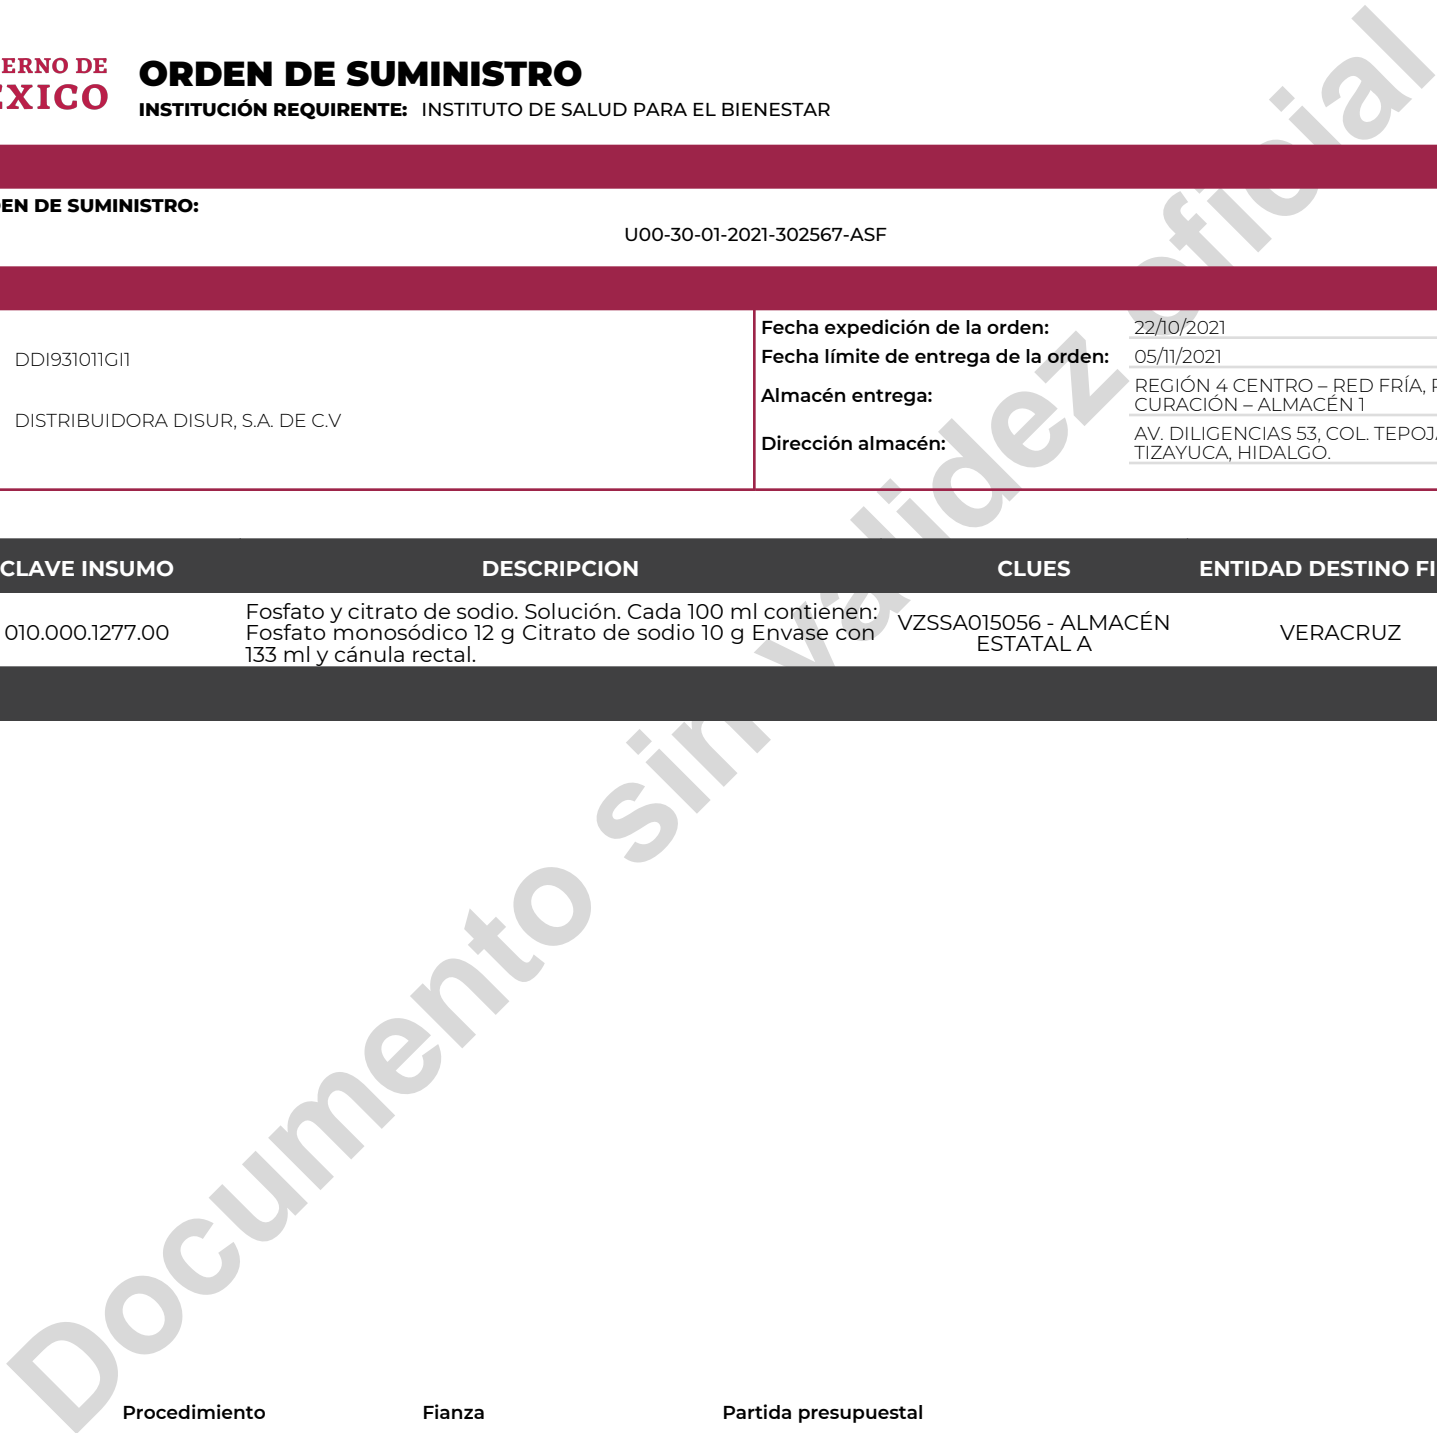 ERNO DE
ORDEN DE SUMINISTRO
XICO
INSTITUCIÓN REQUIRENTE: INSTITUTO DE SALUD PARA EL BIENESTAR
EN DE SUMINISTRO:
U00-30-01-2021-302567-ASF
DDI931011GI1
DISTRIBUIDORA DISUR, S.A. DE C.V
Fecha expedición de la orden: 22/10/2021
Fecha límite de entrega de la orden: 05/11/2021
Almacén entrega: REGIÓN 4 CENTRO – RED FRÍA,
CURACIÓN – ALMACÉN 1
Dirección almacén: AV. DILIGENCIAS 53, COL. TEPOJ
TIZAYUCA, HIDALGO.
CLAVE INSUMO DESCRIPCION CLUES ENTIDAD DESTINO FI
010.000.1277.00
Fosfato y citrato de sodio. Solución. Cada 100 ml contienen:
Fosfato monosódico 12 g Citrato de sodio 10 g Envase con
133 ml y cánula rectal.
VZSSA015056 - ALMACÉN
ESTATAL A
VERACRUZ
Documento sin validez oficial
Procedimiento Fianza Partida presupuestal